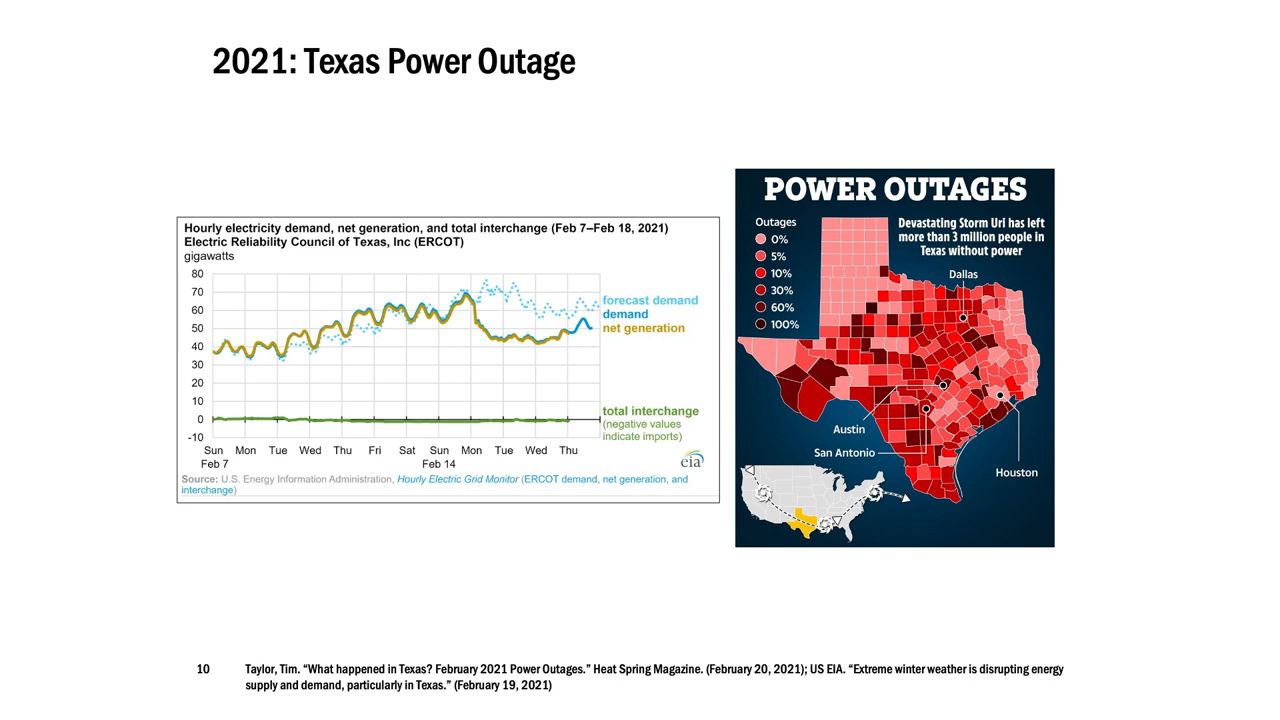 2021: Texas Power Outage
Hourly electricity demand, net generation, and total interchange (Feb 7–Feb 18, 2021)
Electric Reliability Council of Texas, Inc (ERCOT)
gigawatts
80
70
60
50
40
30
20
10
0
-10
forecast demand
demand
net generation
total interchange
(negative values
indicate imports)
Sun Mon Tue Wed Thu Fri Sat Sun Mon Tue Wed Thu
Feb 7 Feb 14
eia
Source: U.S. Energy Information Administration, Hourly Electric Grid Monitor (ERCOT demand, net generation, and
interchange)
POWER OUTAGES
Outages
0%
5%
10%
30%
60%
100%
Devastating Storm Uri has left
more than 3 million people in
Texas without power
Dallas
Austin
San Antonio
Houston
10 Taylor, Tim. “What happened in Texas? February 2021 Power Outages.” Heat Spring Magazine. (February 20, 2021); US EIA. “Extreme winter weather is disrupting energy
supply and demand, particularly in Texas.” (February 19, 2021)